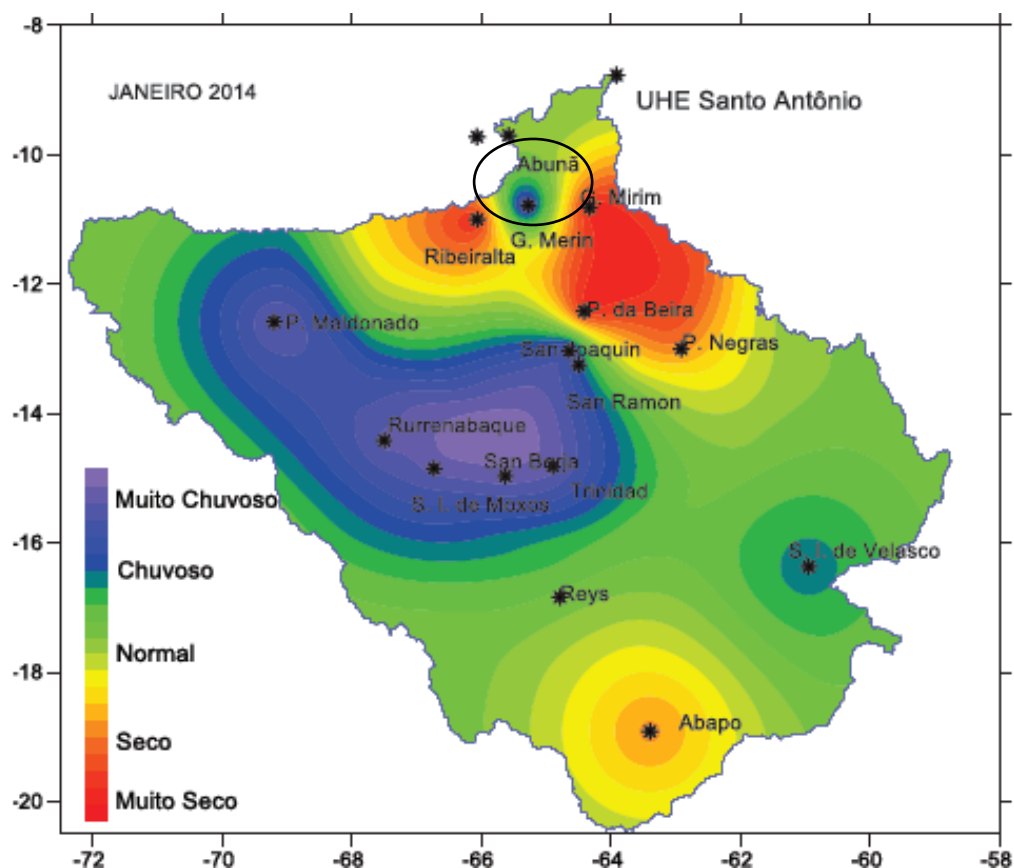 -8
JANEIRO 2014
UHE Santo Antônio
-10
Abunã
G. Mirim
G. Merin
Ribeiralta
-12
P. da Beira
P. Maldonado
P. Negras
San Joaquin
San Ramon
-14
Rurrenabaque
San Borja
Trinidad
S. I. de Moxos
Muito Chuvoso
-16
S. I. de Velasco
Chuvoso
Reys
Normal
-18
Abapo
Seco
-20
Muito Seco
-72 -70 -68 -66 -64 -62 -60 -58